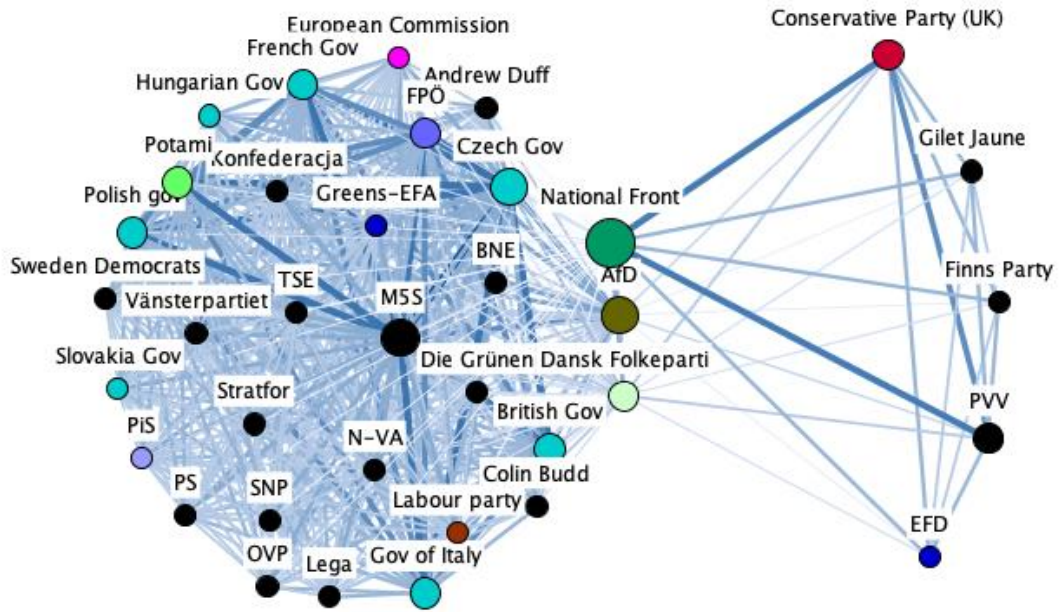 Conservative Party (UK)
European Commission
French Gov
Hungarian Gov
Andrew Duff
FPÖ
Gilet Jaune
Potami
Konfederacja
Czech Gov
Polish gov
Greens-EFA
National Front
BNE
AfD
Finns Party
Sweden Democrats
TSE
Vänsterpartiet
M5S
Slovakia Gov
Die Grünen
Dansk Folkeparti
Stratfor
British Gov
PVV
PiS
N-VA
Colin Budd
PS
SNP
Labour party
EFD
OVP
Lega
Gov of Italy